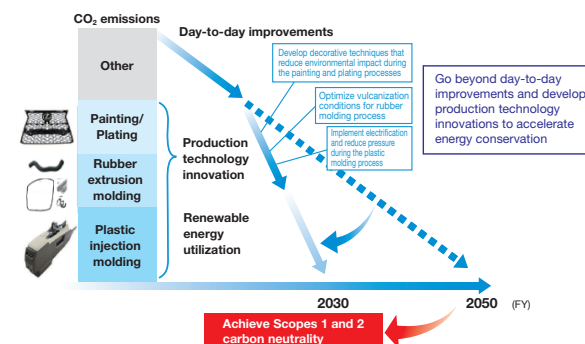 CO₂ emissions
Day-to-day improvements
Other
Painting/
Plating
Rubber
extrusion
molding
Plastic
injection
molding
Production
technology
innovation
Renewable
energy
utilization
Develop decorative techniques that
reduce environmental impact during
the painting and plating processes
Optimize vulcanization
conditions for rubber
molding process
Implement electrification
and reduce pressure
during the plastic
molding process
Go beyond day-to-day
improvements and develop
production technology
innovations to accelerate
energy conservation
2030
2050
(FY)
Achieve Scopes 1 and 2
carbon neutrality